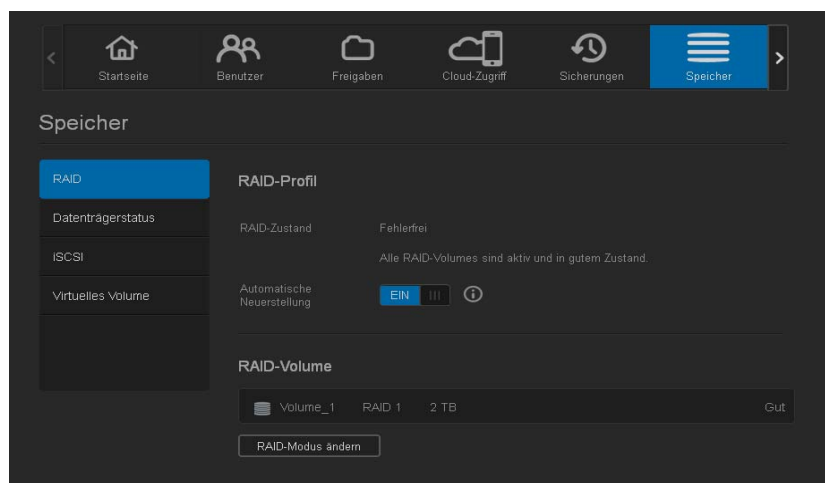 Startseite
Benutzer
Freigaben
Cloud-Zugriff
Sicherungen
Speicher
Speicher
RAID
Datenträgerstatus
iSCSI
Virtuelles Volume
RAID-Profil
RAID-Zustand Fehlerfrei
Alle RAID-Volumes sind aktiv und in gutem Zustand.
Automatische
Neuerstellung
EIN
RAID-Volume
Volume_1 RAID 1 2 TB Gut
RAID-Modus ändern